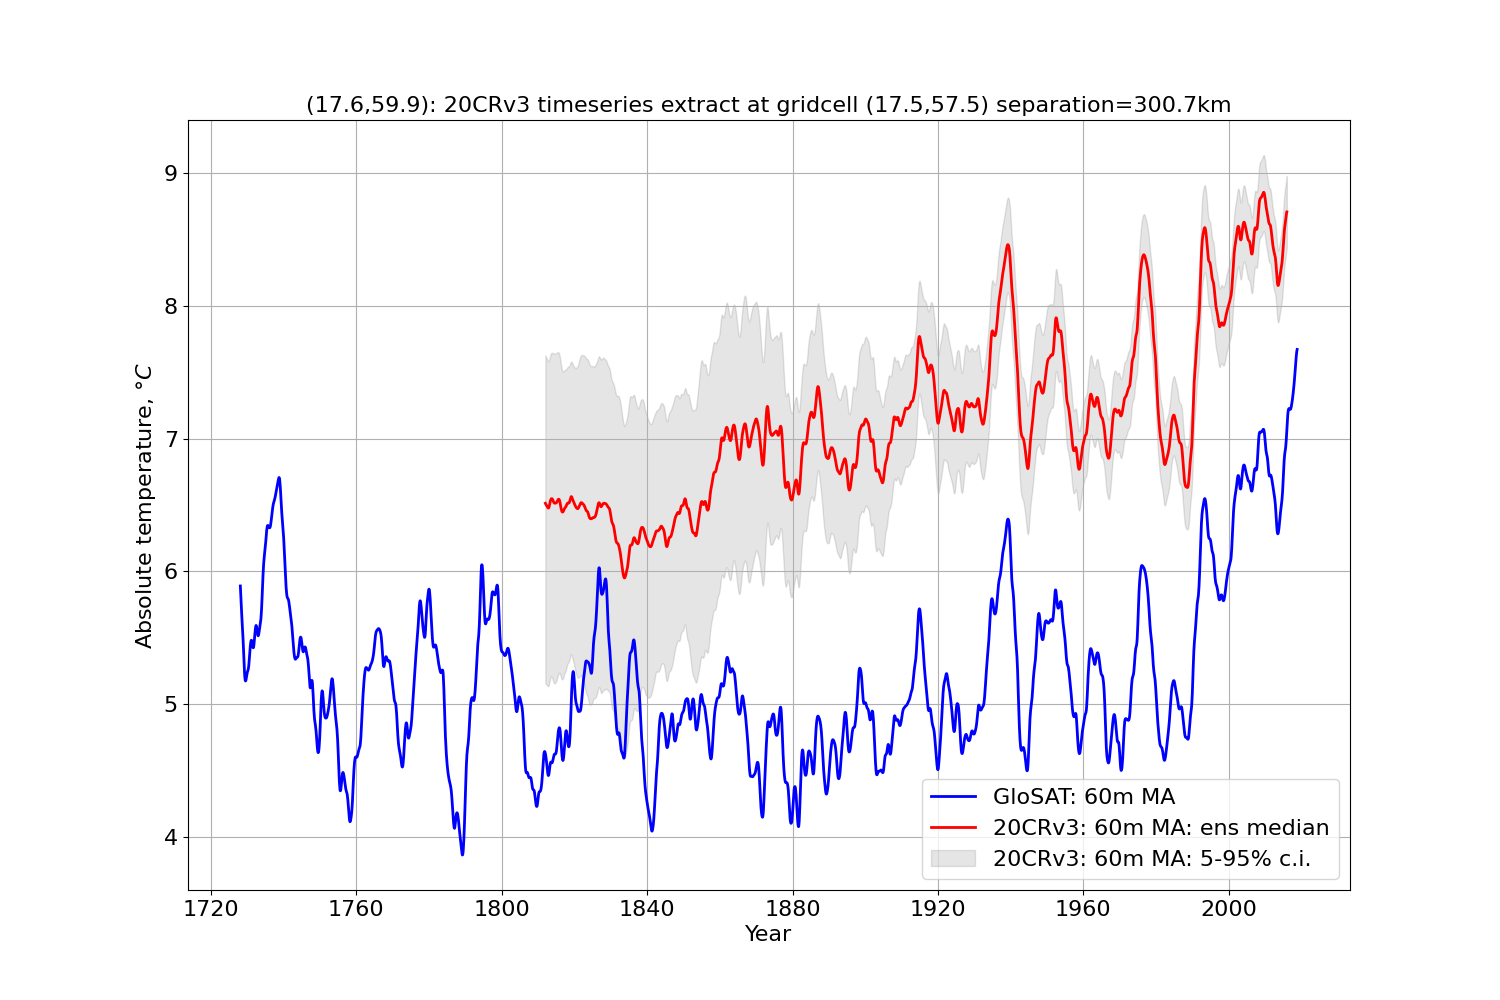 (17.6,59.9): 20CRv3 timeseries extract at gridcell (17.5,57.5) separation=300.7km
Absolute temperature, °C
9
8
7
6
5
4
GloSAT: 60m MA
20CRv3: 60m MA: ens median
20CRv3: 60m MA: 5-95% c.i.
1720 1760 1800 1840 1880 1920 1960 2000
Year